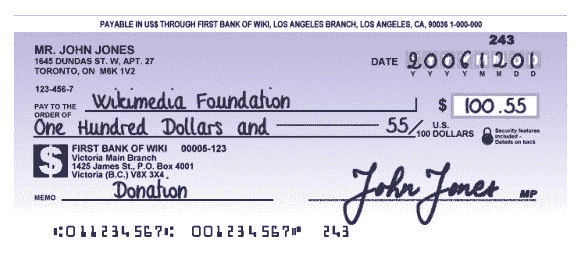 PAYABLE IN US$ THROUGH FIRST BANK OF WIKI, LOS ANGELES BRANCH, LOS ANGELES, CA, 90036 1-000-000
243
MR. JOHN JONES
1645 DUNDAS ST. W, APT. 27
TORONTO, ON M6K 1V2
DATE 20061201
Y Y Y Y M M D D
123-456-7
PAY TO THE ORDER OF Wikimedia Foundation $ 100.55
One Hundred Dollars and 55/100 U.S. DOLLARS
Security features included. Details on back
FIRST BANK OF WIKI 00005-123
Victoria Main Branch
1425 James St., P.O. Box 4001
Victoria (B.C.) V8X 3X4
MEMO Donation John Jones MP
⑆011234567⑆ 001234567⑈ 243